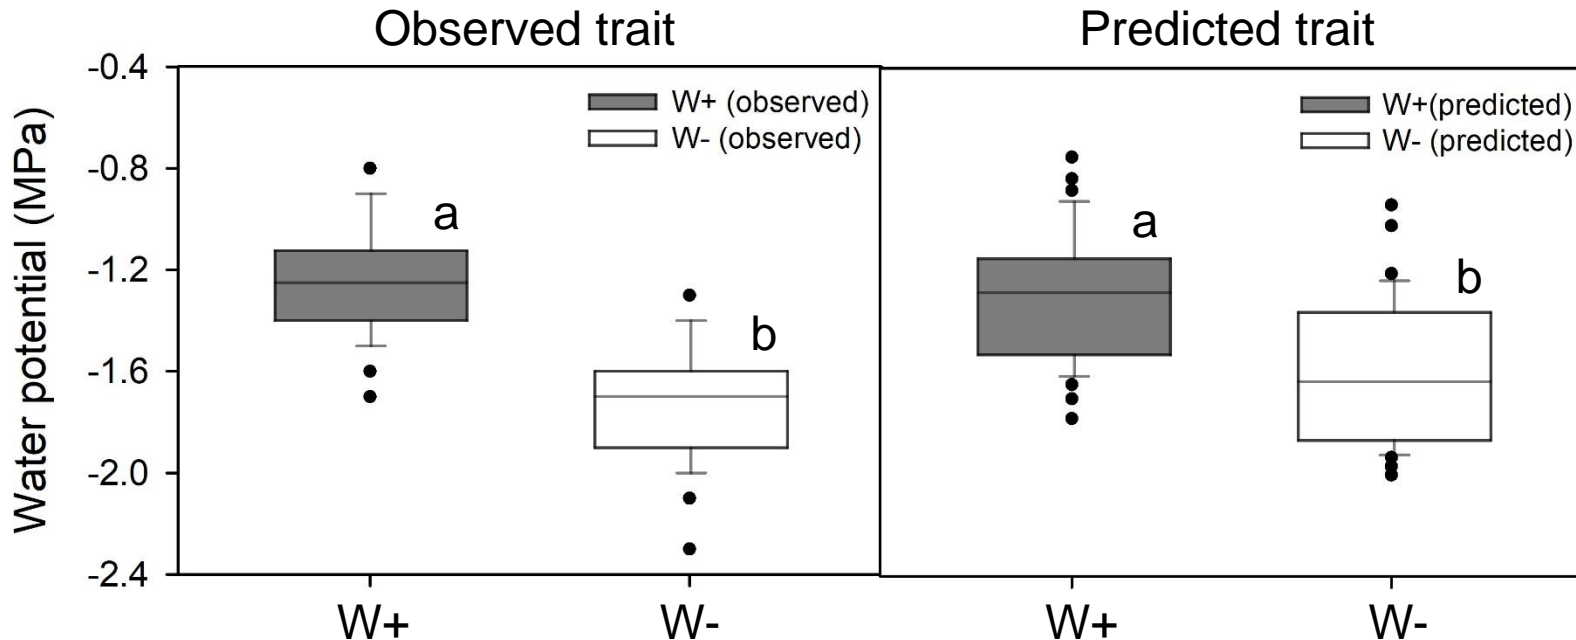 Observed trait
Predicted trait
Water potential (MPa)
-0.4
-0.8
-1.2
-1.6
-2.0
-2.4
W+ (observed)
W- (observed)
a
b
W+
W-
W+(predicted)
W- (predicted)
a
b
W+
W-